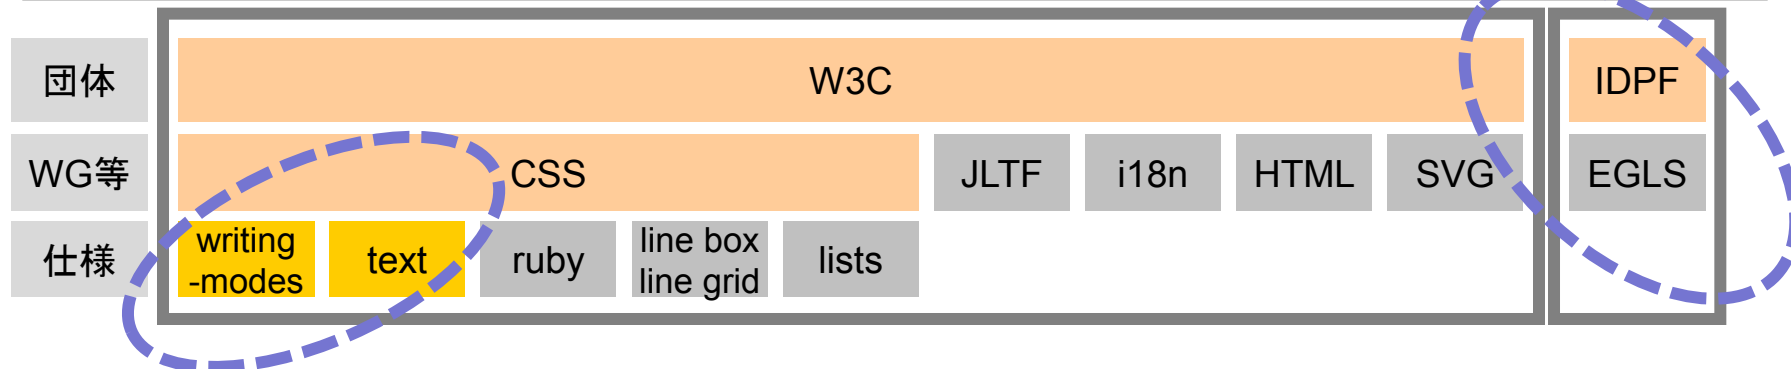 団体
W3C
IDPF
WG等
CSS
JLTF
i18n
HTML
SVG
EGLS
仕様
writing
-modes
text
ruby
line box
line grid
lists